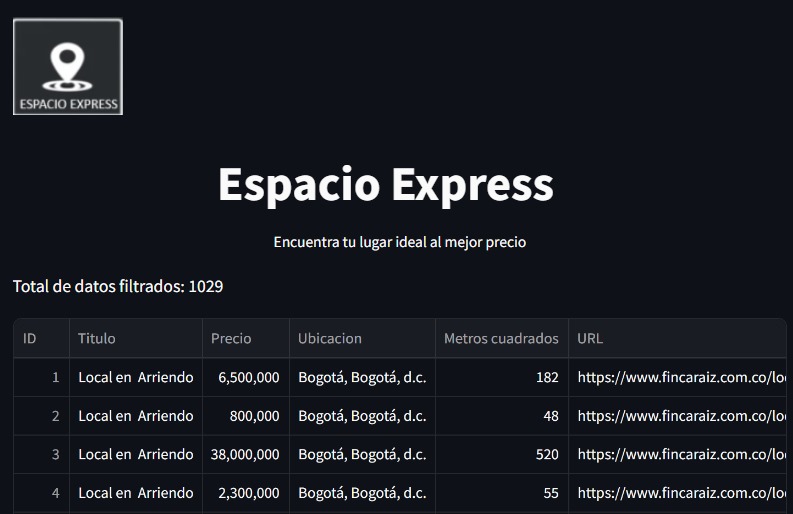 ESPACIO EXPRESS
Espacio Express
Encuentra tu lugar ideal al mejor precio
Total de datos filtrados: 1029
ID Titulo Precio Ubicacion Metros cuadrados URL
1 Local en Arriendo 6,500,000 Bogotá, Bogotá, d.c. 182 https://www.fincaraiz.com.co/lo
2 Local en Arriendo 800,000 Bogotá, Bogotá, d.c. 48 https://www.fincaraiz.com.co/lo
3 Local en Arriendo 38,000,000 Bogotá, Bogotá, d.c. 520 https://www.fincaraiz.com.co/lo
4 Local en Arriendo 2,300,000 Bogotá, Bogotá, d.c. 55 https://www.fincaraiz.com.co/lo